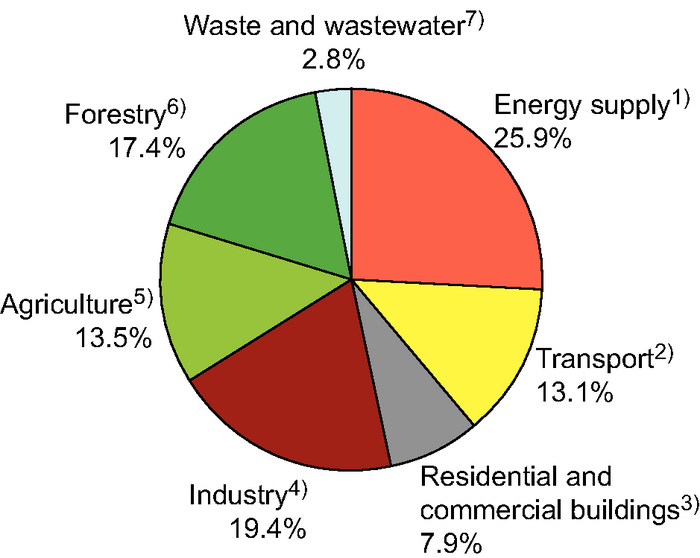 Waste and wastewater7)
2.8%
Energy supply1)
25.9%
Transport2)
13.1%
Residential and
commercial buildings3)
7.9%
Industry4)
19.4%
Agriculture5)
13.5%
Forestry6)
17.4%